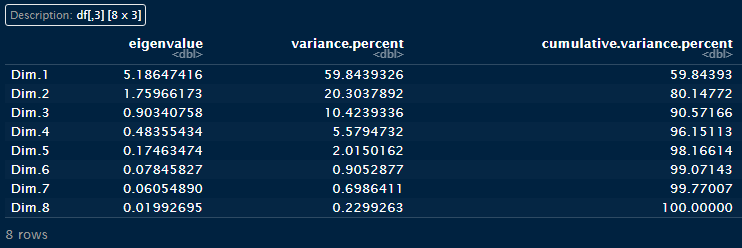 Description: df[,3] [8 x 3]
eigenvalue variance.percent cumulative.variance.percent
<dbl> <dbl> <dbl>
Dim.1 5.18647416 59.8439326 59.84393
Dim.2 1.75966173 20.3037892 80.14772
Dim.3 0.90340758 10.4239336 90.57166
Dim.4 0.48355434 5.5794732 96.15113
Dim.5 0.17463474 2.0150162 98.16614
Dim.6 0.07845827 0.9052877 99.07143
Dim.7 0.06054890 0.6986411 99.77007
Dim.8 0.01992695 0.2299263 100.00000
8 rows